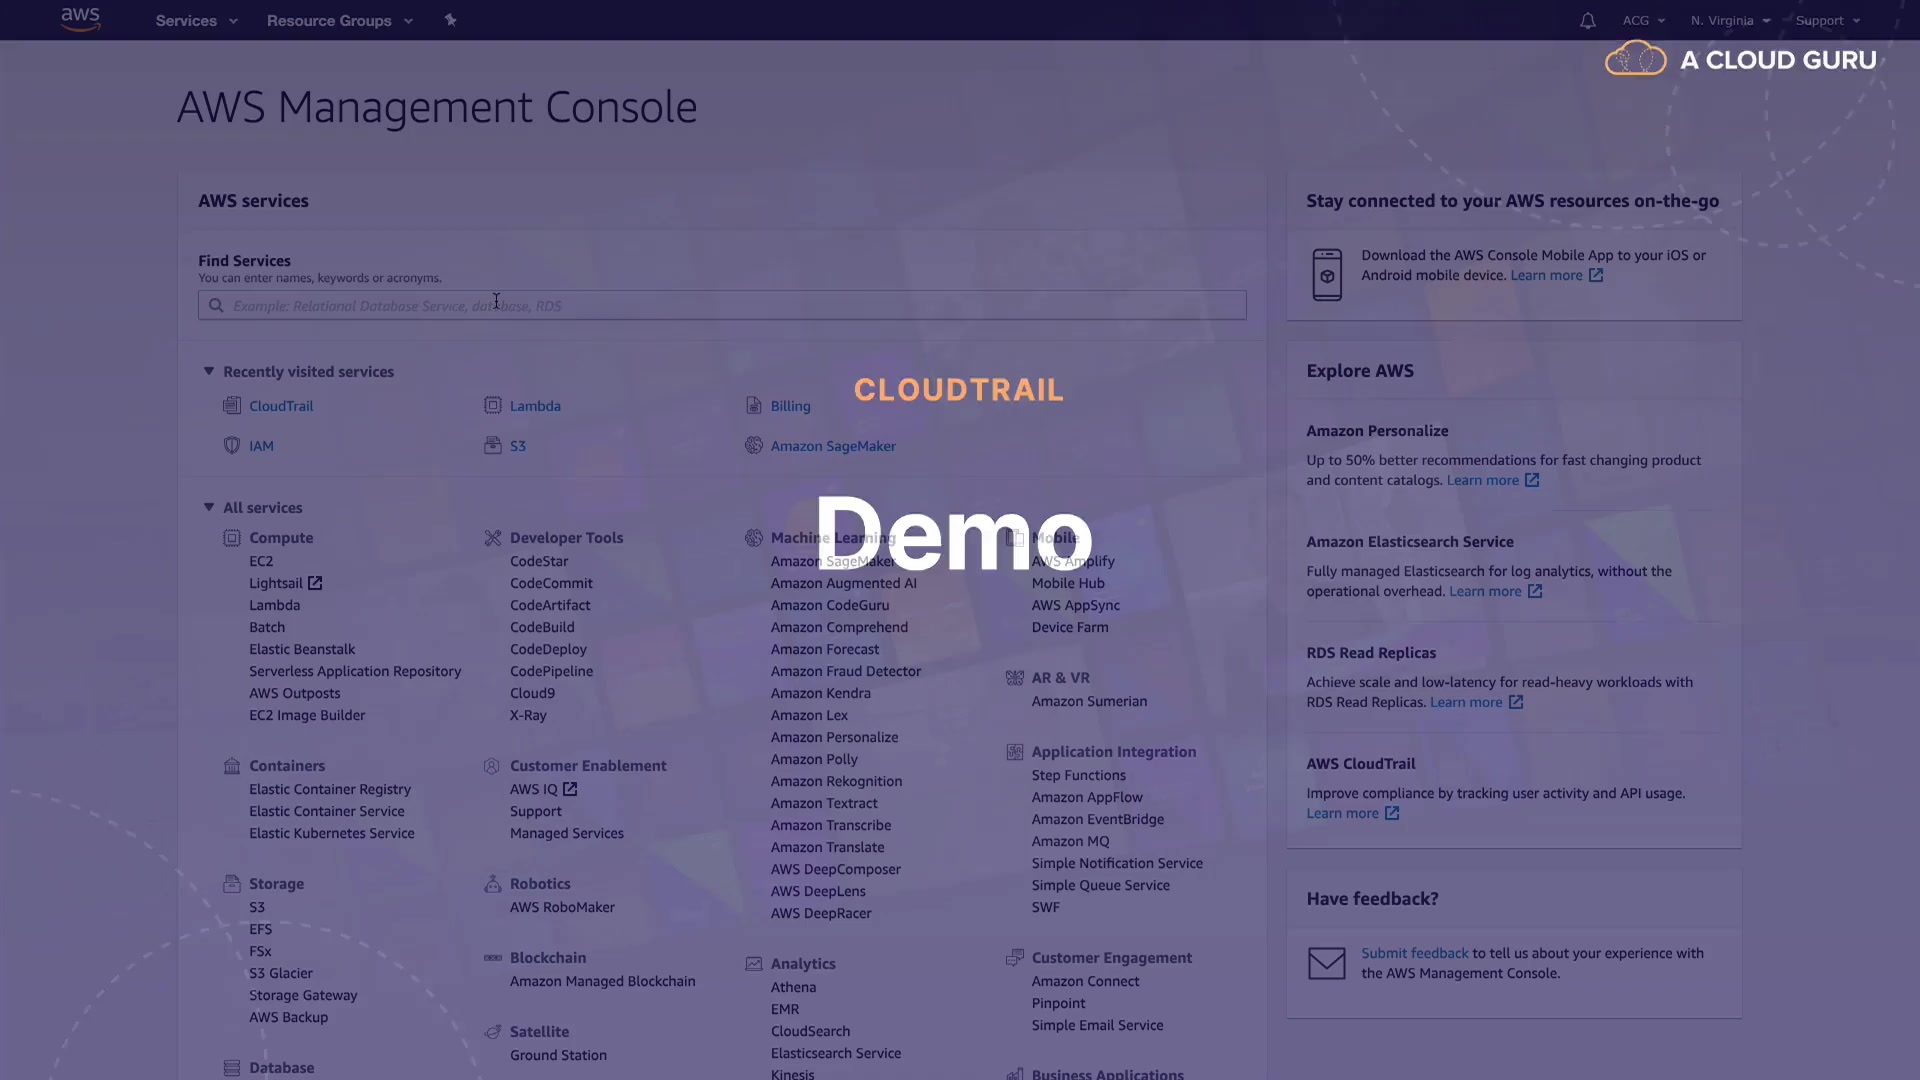 aws
Services
Resource Groups
ACG
N. Virginia
Support
A CLOUD GURU
AWS Management Console
AWS services
Find Services
You can enter names, keywords or acronyms.
Example: Relational Database Service, database, RDS
Recently visited services
CloudTrail
Lambda
Billing
IAM
S3
Amazon SageMaker
CLOUDTRAIL
Demo
All services
Compute
EC2
Lightsail
Lambda
Batch
Elastic Beanstalk
Serverless Application Repository
AWS Outposts
EC2 Image Builder
Containers
Elastic Container Registry
Elastic Container Service
Elastic Kubernetes Service
Storage
S3
EFS
FSx
S3 Glacier
Storage Gateway
AWS Backup
Database
Developer Tools
CodeStar
CodeCommit
CodeArtifact
CodeBuild
CodeDeploy
CodePipeline
Cloud9
X-Ray
Customer Enablement
AWS IQ
Support
Managed Services
Robotics
AWS RoboMaker
Blockchain
Amazon Managed Blockchain
Satellite
Ground Station
Machine Learning
Amazon SageMaker
Amazon Augmented AI
Amazon CodeGuru
Amazon Comprehend
Amazon Forecast
Amazon Fraud Detector
Amazon Kendra
Amazon Lex
Amazon Personalize
Amazon Polly
Amazon Rekognition
Amazon Textract
Amazon Transcribe
Amazon Translate
AWS DeepComposer
AWS DeepLens
AWS DeepRacer
Analytics
Athena
EMR
CloudSearch
Elasticsearch Service
Kinesis
Mobile
AWS Amplify
Mobile Hub
AWS AppSync
Device Farm
AR & VR
Amazon Sumerian
Application Integration
Step Functions
Amazon AppFlow
Amazon EventBridge
Amazon MQ
Simple Notification Service
Simple Queue Service
SWF
Customer Engagement
Amazon Connect
Pinpoint
Simple Email Service
Business Applications
Stay connected to your AWS resources on-the-go
Download the AWS Console Mobile App to your iOS or
Android mobile device. Learn more
Explore AWS
Amazon Personalize
Up to 50% better recommendations for fast changing product
and content catalogs. Learn more
Amazon Elasticsearch Service
Fully managed Elasticsearch for log analytics, without the
operational overhead. Learn more
RDS Read Replicas
Achieve scale and low-latency for read-heavy workloads with
RDS Read Replicas. Learn more
AWS CloudTrail
Improve compliance by tracking user activity and API usage.
Learn more
Have feedback?
Submit feedback to tell us about your experience with
the AWS Management Console.